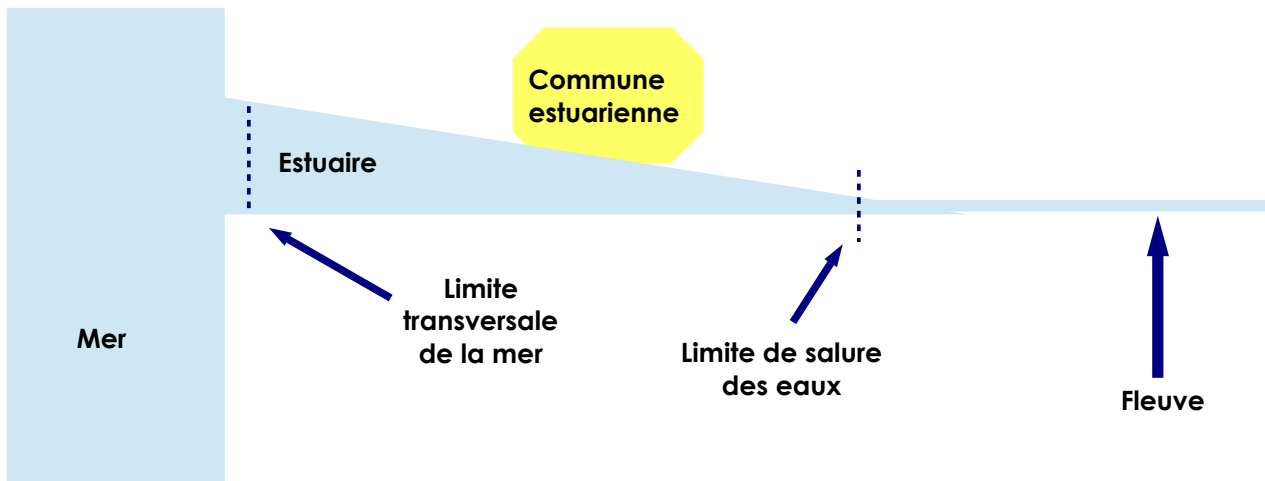 Commune
estuarienne
Estuaire
Limite
transversale
de la mer
Mer
Limite de salure
des eaux
Fleuve